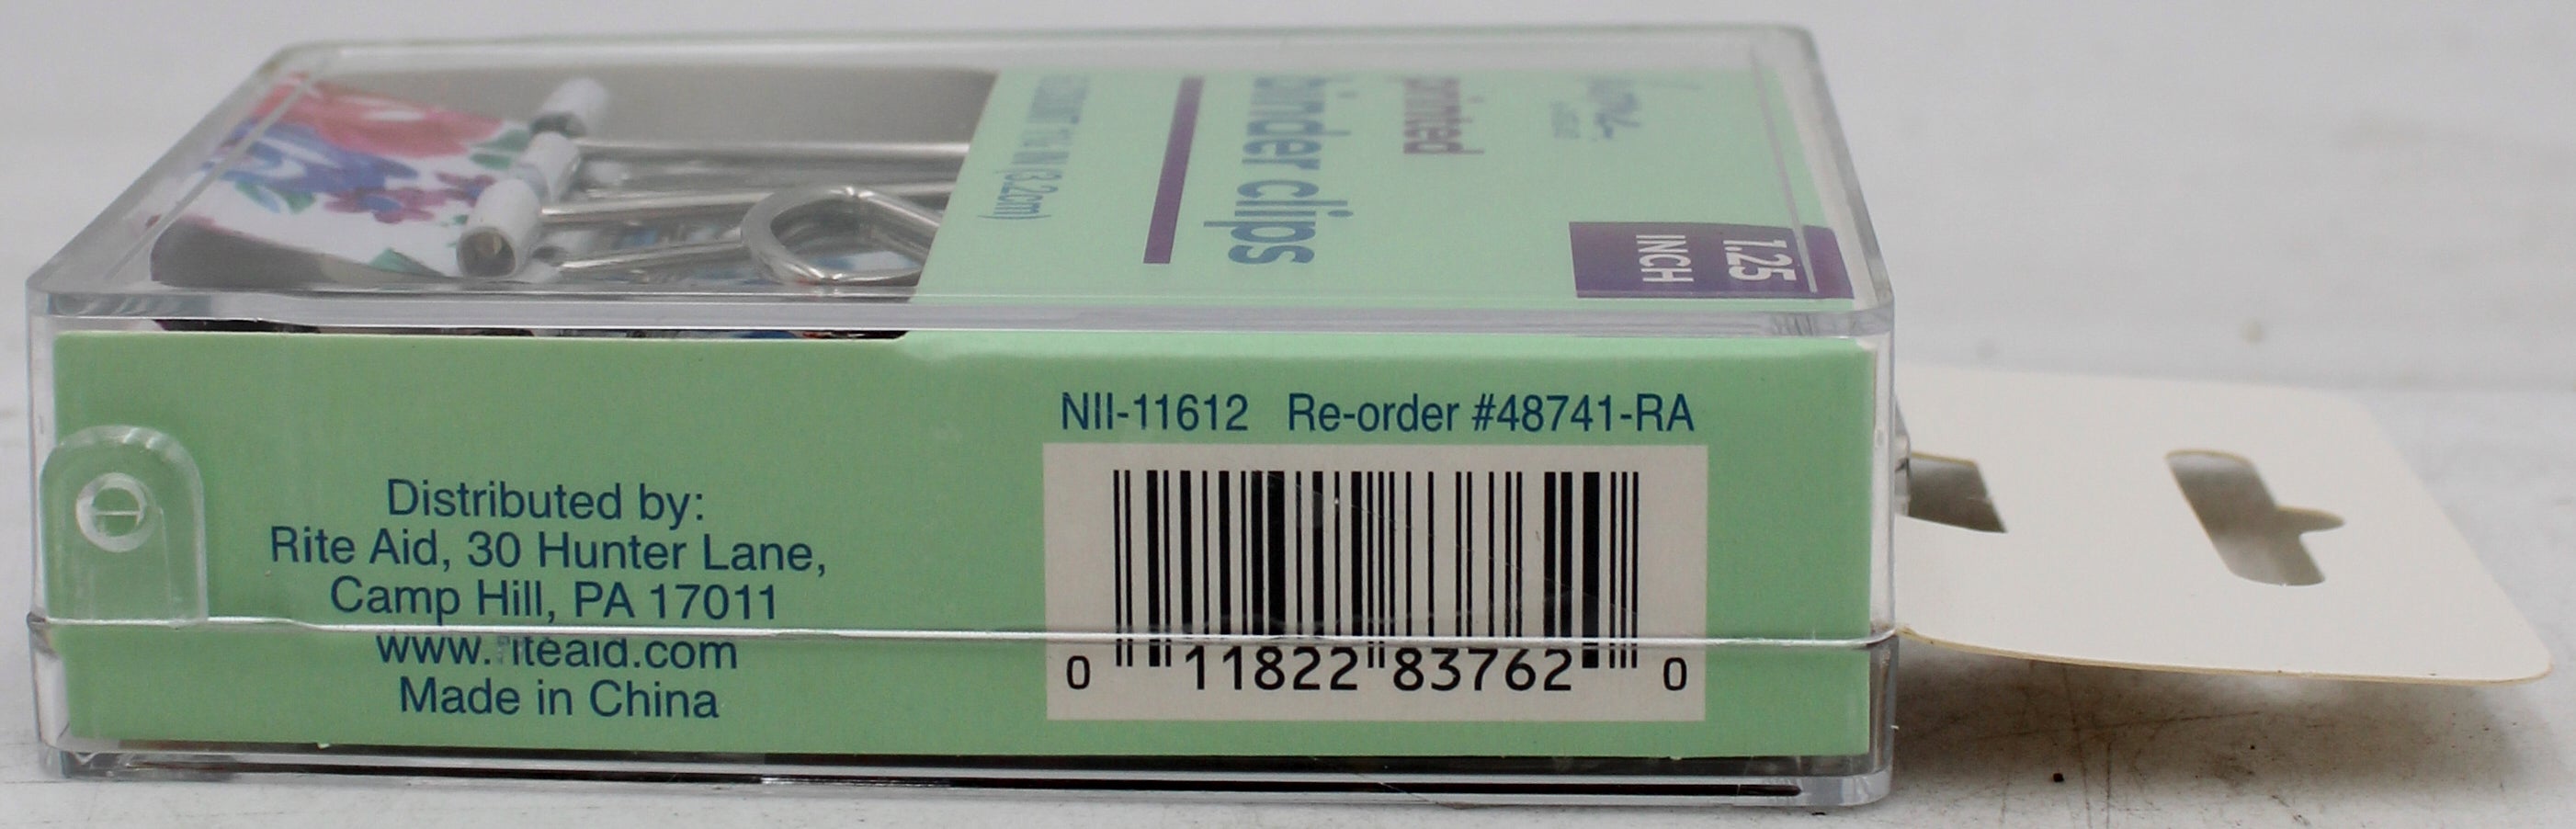 printed
binder clips
1.25
INCH
NII-11612 Re-order #48741-RA
Distributed by:
Rite Aid, 30 Hunter Lane,
Camp Hill, PA 17011
www.riteaid.com
Made in China
0 11822 83762 0